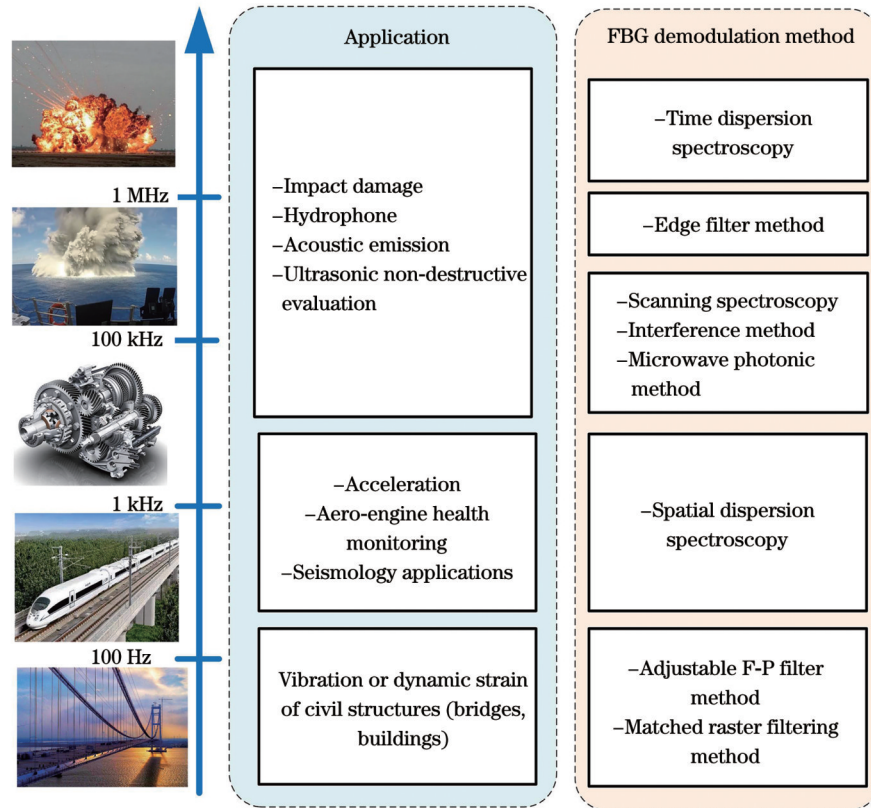 Application
FBG demodulation method
1 MHz
100 kHz
1 kHz
100 Hz
–Impact damage
–Hydrophone
–Acoustic emission
–Ultrasonic non-destructive
evaluation
–Acceleration
–Aero-engine health
monitoring
–Seismology applications
Vibration or dynamic strain
of civil structures (bridges,
buildings)
–Time dispersion
spectroscopy
–Edge filter method
–Scanning spectroscopy
–Interference method
–Microwave photonic
method
–Spatial dispersion
spectroscopy
–Adjustable F-P filter
method
–Matched raster filtering
method